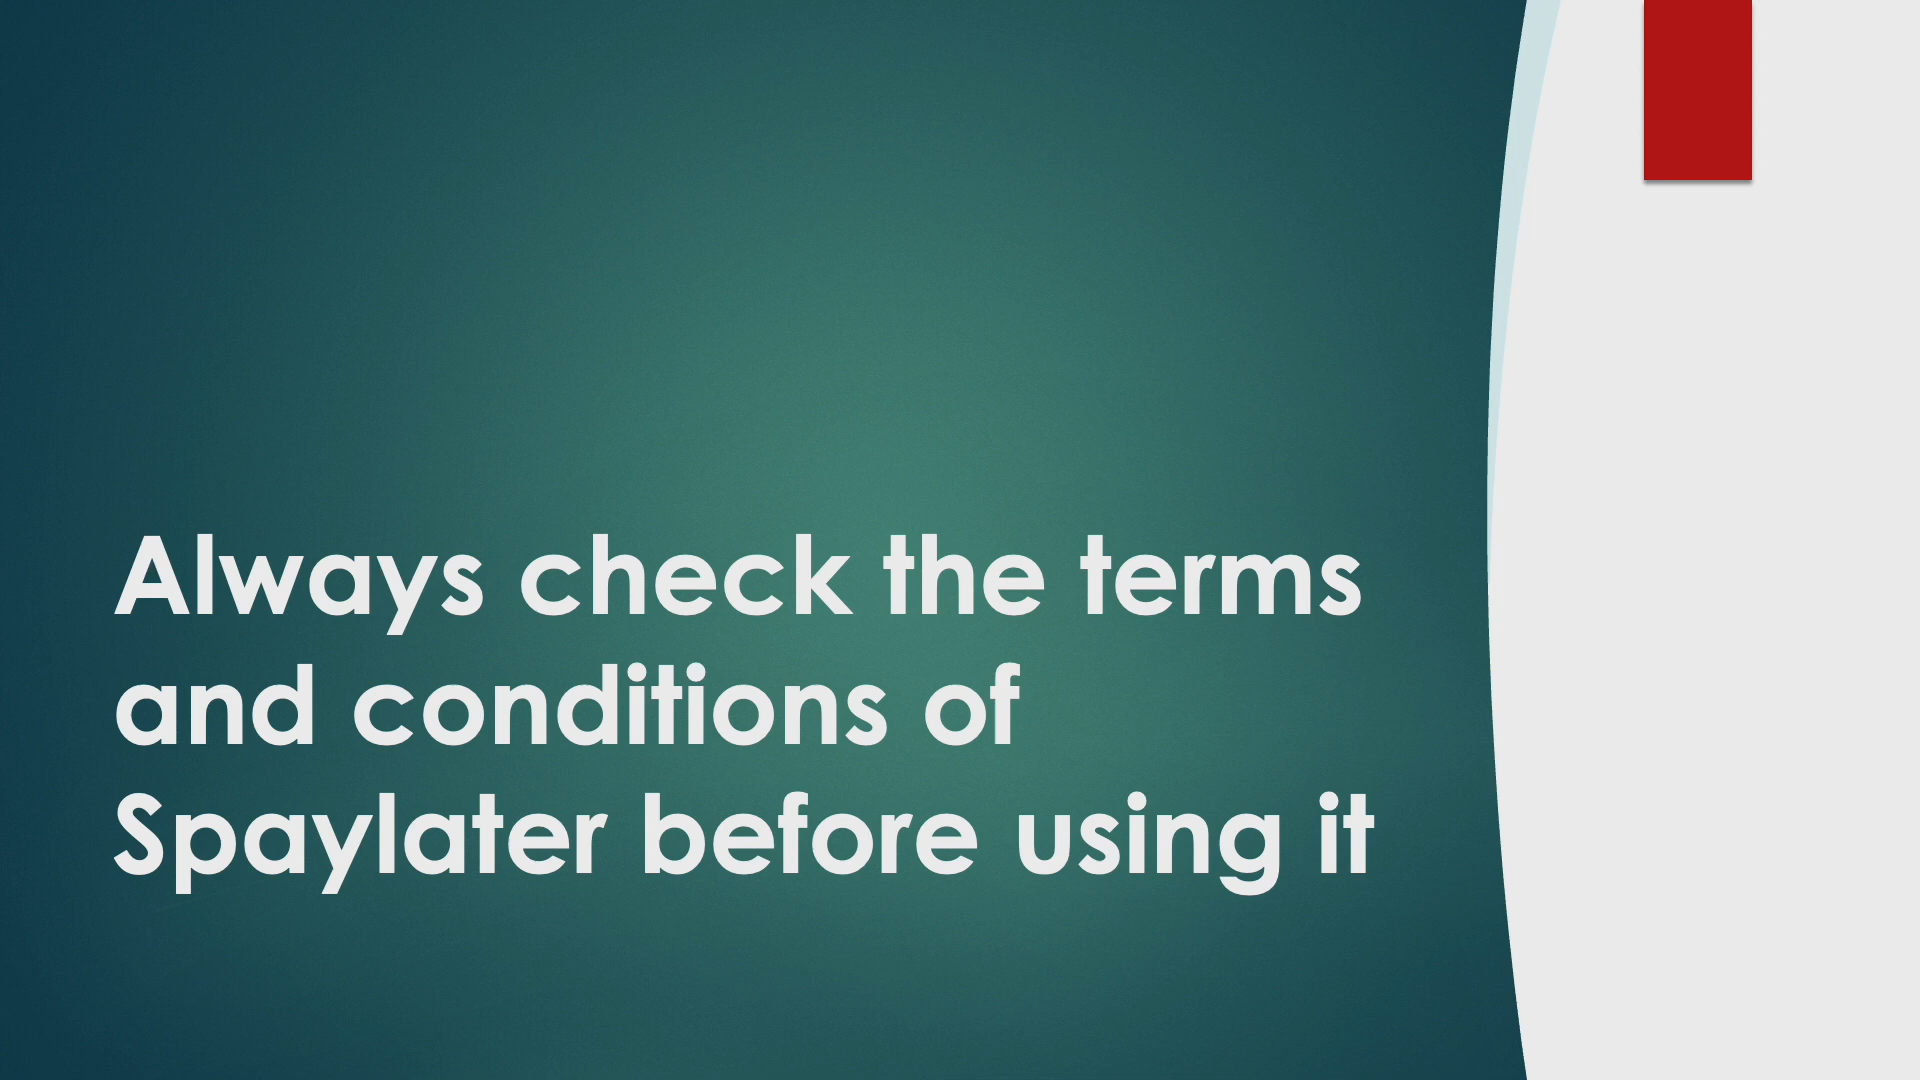 Always check the terms
and conditions of
Spaylater before using it